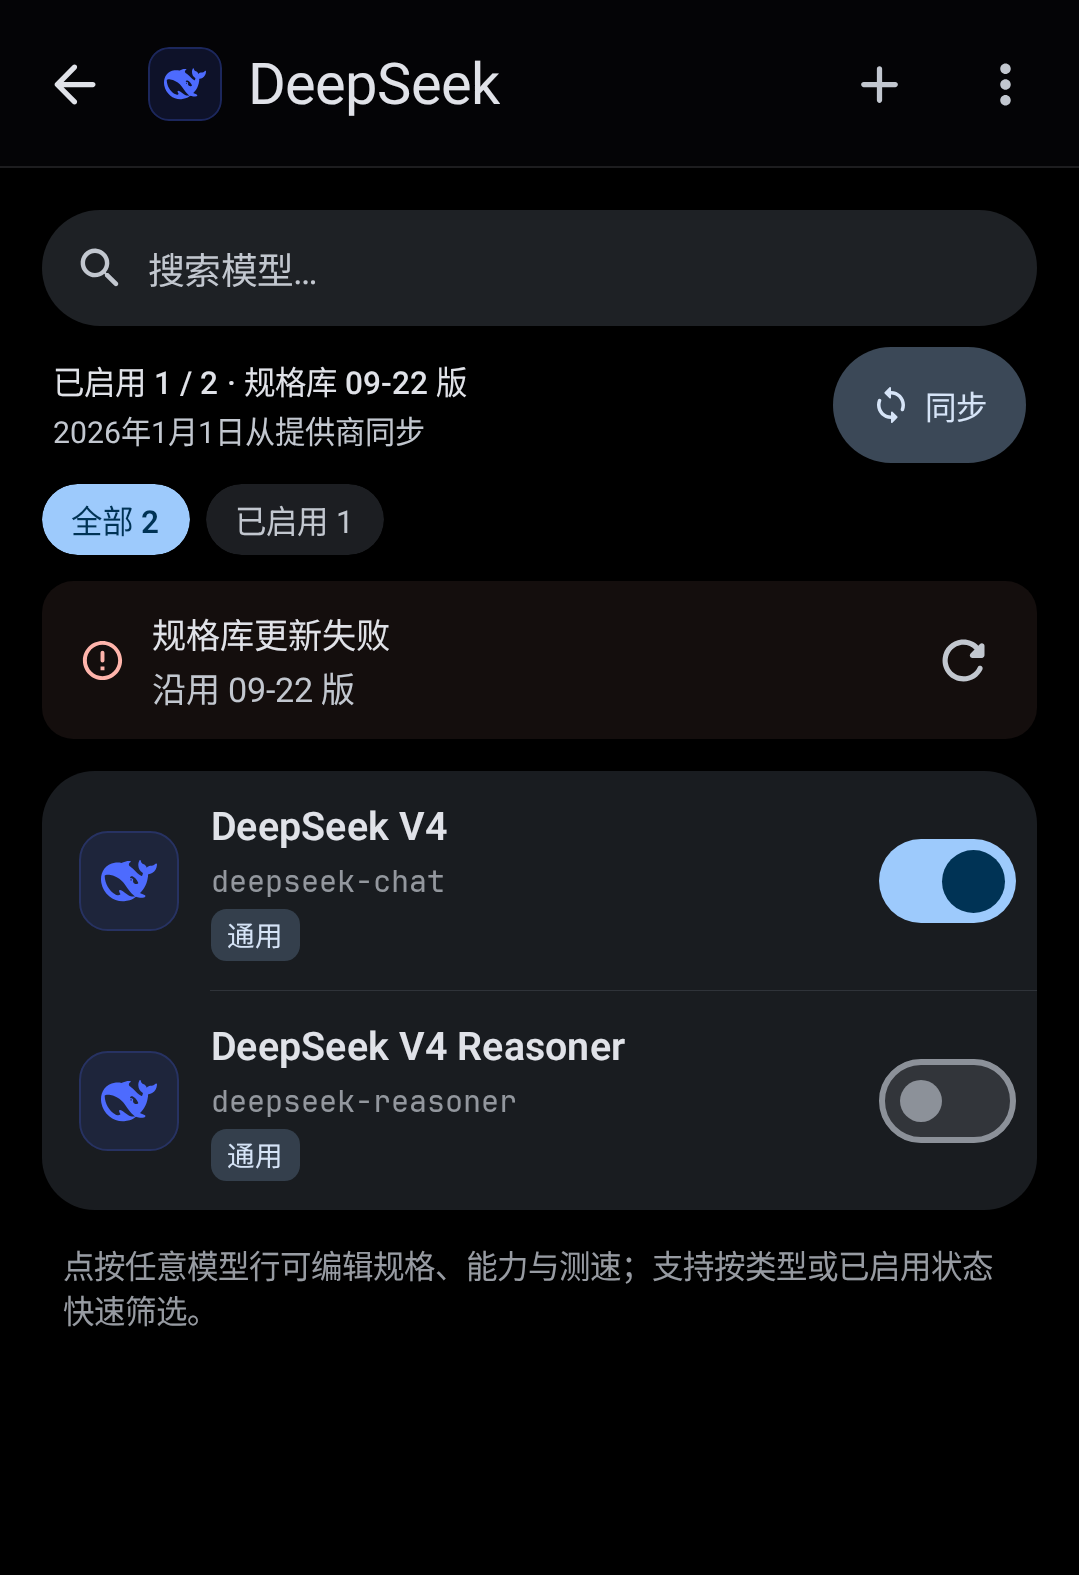 DeepSeek
搜索模型...
已启用 1 / 2 · 规格库 09-22 版
2026年1月1日从提供商同步
同步
全部 2
已启用 1
规格库更新失败
沿用 09-22 版
DeepSeek V4
deepseek-chat
通用
DeepSeek V4 Reasoner
deepseek-reasoner
通用
点按任意模型行可编辑规格、能力与测速；支持按类型或已启用状态
快速筛选。